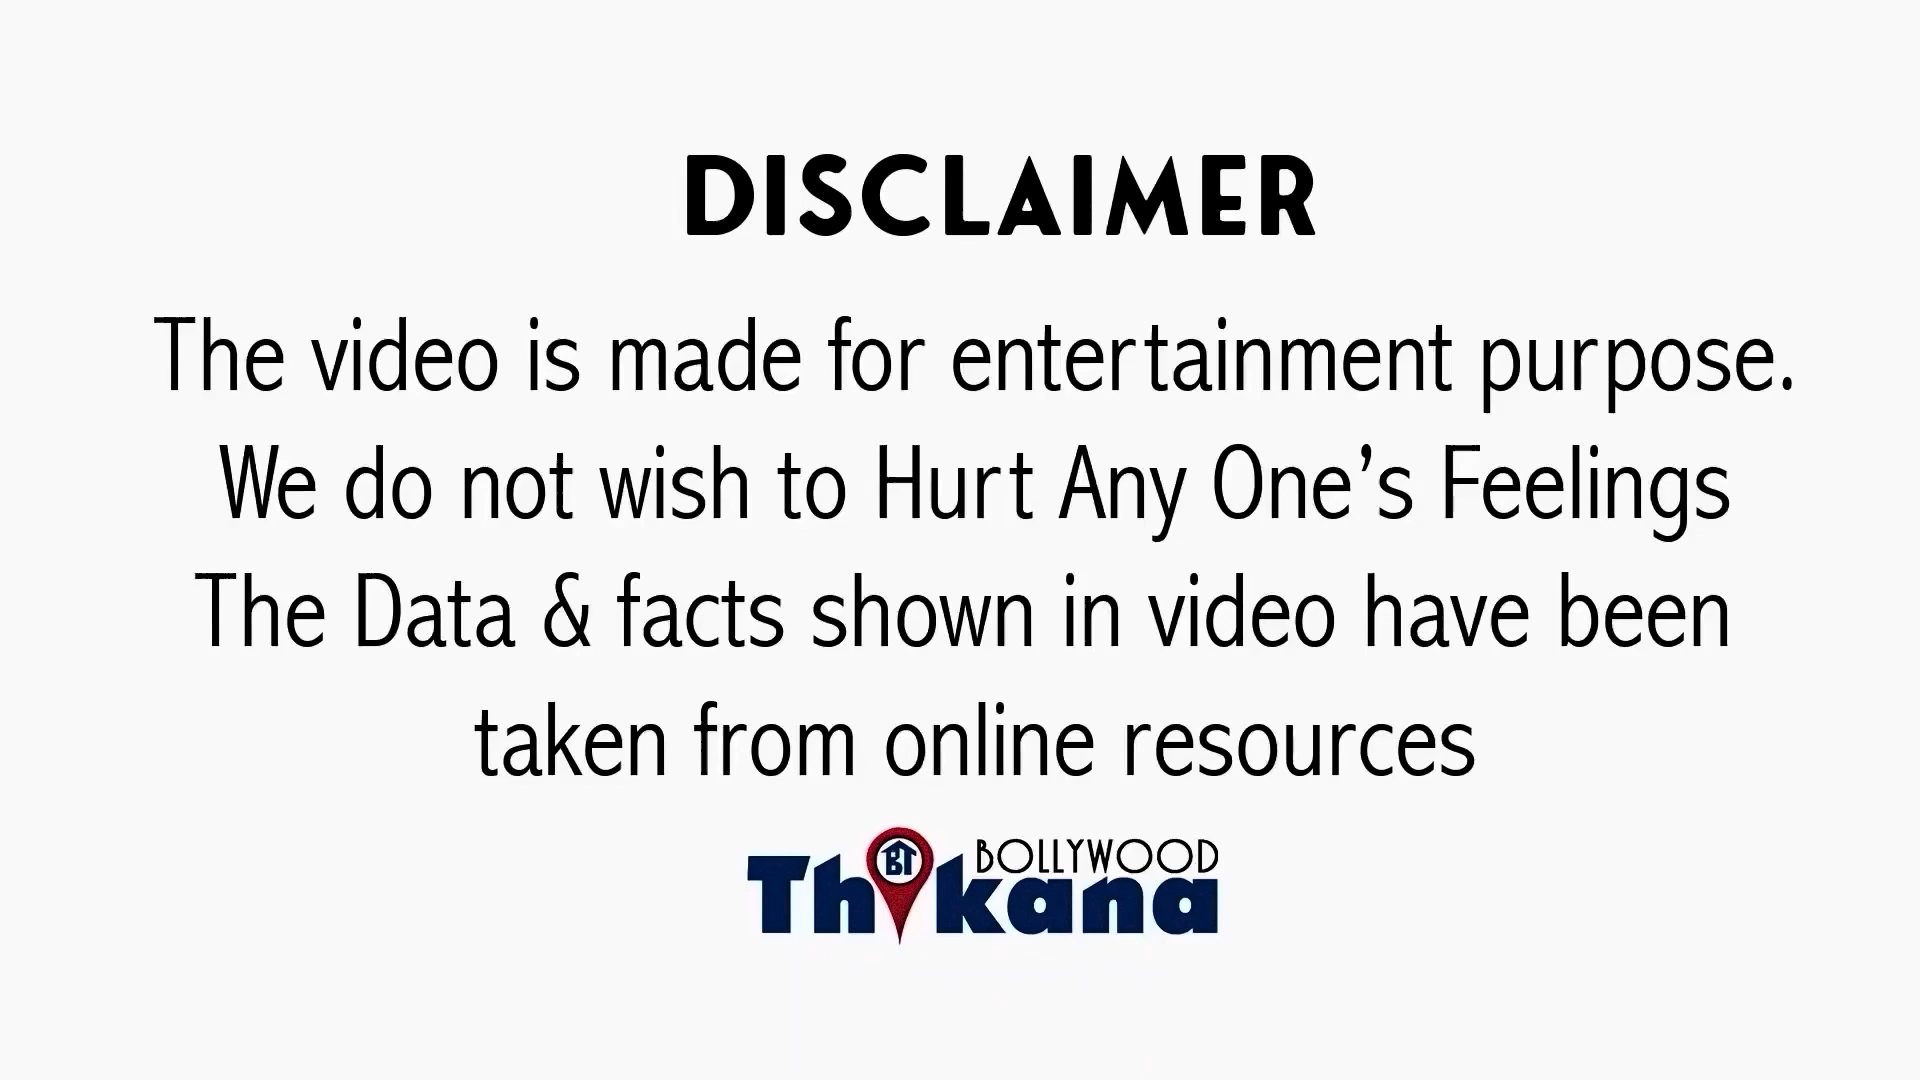 DISCLAIMER
The video is made for entertainment purpose.
We do not wish to Hurt Any One’s Feelings
The Data & facts shown in video have been
taken from online resources
BOLLYWOOD
BT
Thikana